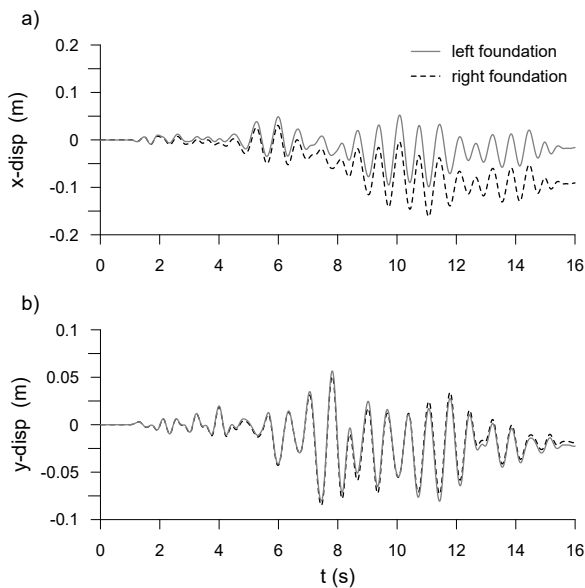 a)
0.2
left foundation
right foundation
0.1
x-disp (m)
0
-0.1
-0.2
0 2 4 6 8 10 12 14 16
b)
0.1
0.05
y-disp (m)
0
-0.05
-0.1
0 2 4 6 8 10 12 14 16
t (s)